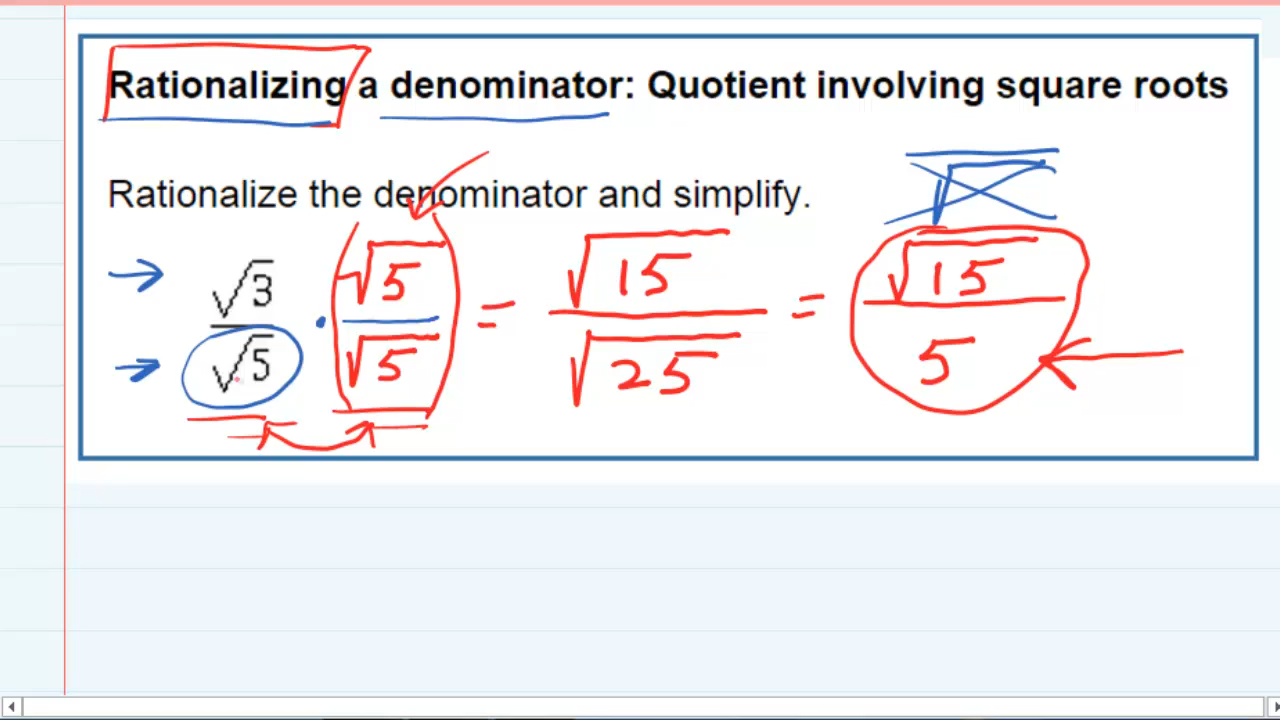 Rationalizing a denominator: Quotient involving square roots
Rationalize the denominator and simplify.
√3/√5 · √5/√5 = √15/√25 = √15/5